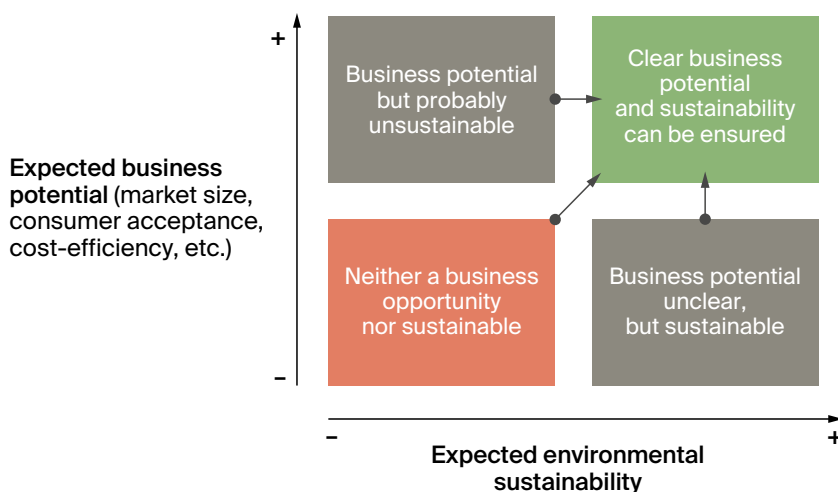 +
Business potential
but probably
unsustainable
Clear business
potential
and sustainability
can be ensured
Expected business
potential (market size,
consumer acceptance,
cost-efficiency, etc.)
Neither a business
opportunity
nor sustainable
Business potential
unclear,
but sustainable
–
–
+
Expected environmental
sustainability